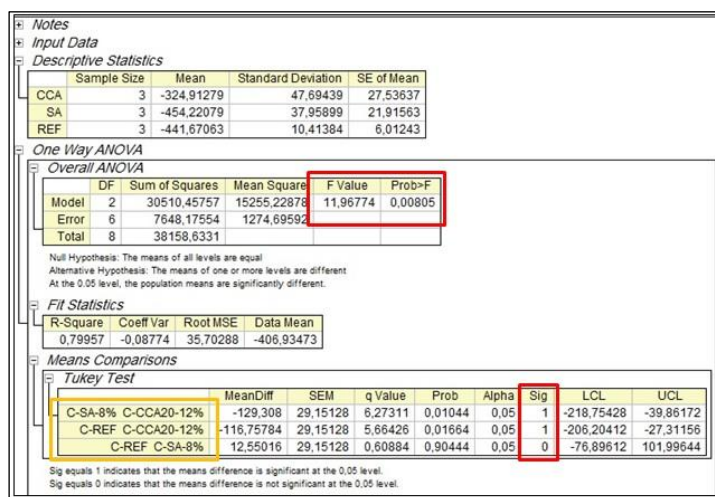 Notes
Input Data
Descriptive Statistics
Sample Size Mean Standard Deviation SE of Mean
CCA 3 -324,91279 47,69439 27,53637
SA 3 -454,22079 37,95899 21,91563
REF 3 -441,67063 10,41384 6,01243
One Way ANOVA
Overall ANOVA
DF Sum of Squares Mean Square F Value Prob>F
Model 2 30510,45757 15255,22878 11,96774 0,00805
Error 6 7648,17554 1274,69592
Total 8 38158,6331
Null Hypothesis: The means of all levels are equal
Alternative Hypothesis: The means of one or more levels are different
At the 0.05 level, the population means are significantly different.
Fit Statistics
R-Square Coeff Var Root MSE Data Mean
0,79957 -0,08774 35,70288 -406,93473
Means Comparisons
Tukey Test
MeanDiff SEM q Value Prob Alpha Sig LCL UCL
C-SA-8% C-CCA20-12% -129,308 29,15128 6,27311 0,01044 0,05 1 -218,75428 -39,86172
C-REF C-CCA20-12% -116,75784 29,15128 5,66426 0,01664 0,05 1 -206,20412 -27,31156
C-REF C-SA-8% 12,55016 29,15128 0,60884 0,90444 0,05 0 -76,89612 101,99644
Sig equals 1 indicates that the means difference is significant at the 0,05 level.
Sig equals 0 indicates that the means difference is not significant at the 0,05 level.